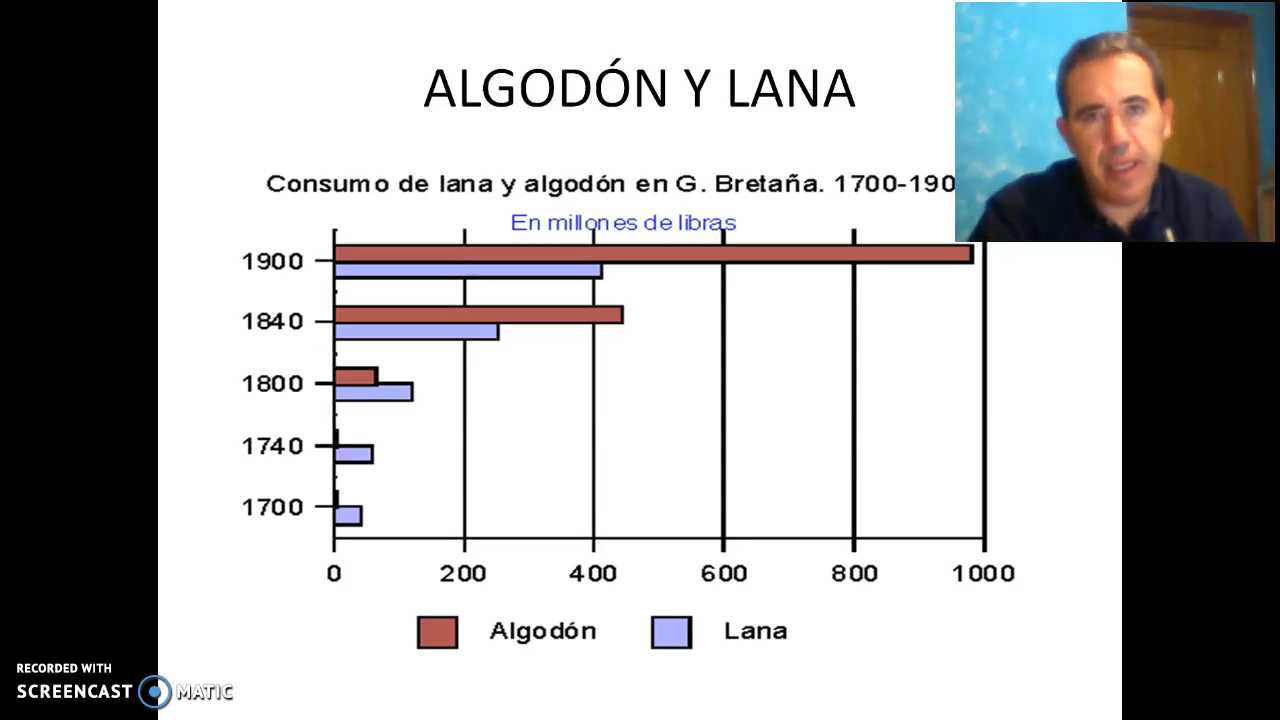 ALGODÓN Y LANA
Consumo de lana y algodón en G. Bretaña. 1700-190
En millones de libras
1900
1840
1800
1740
1700
0 200 400 600 800 1000
Algodón Lana
RECORDED WITH
SCREENCAST MATIC